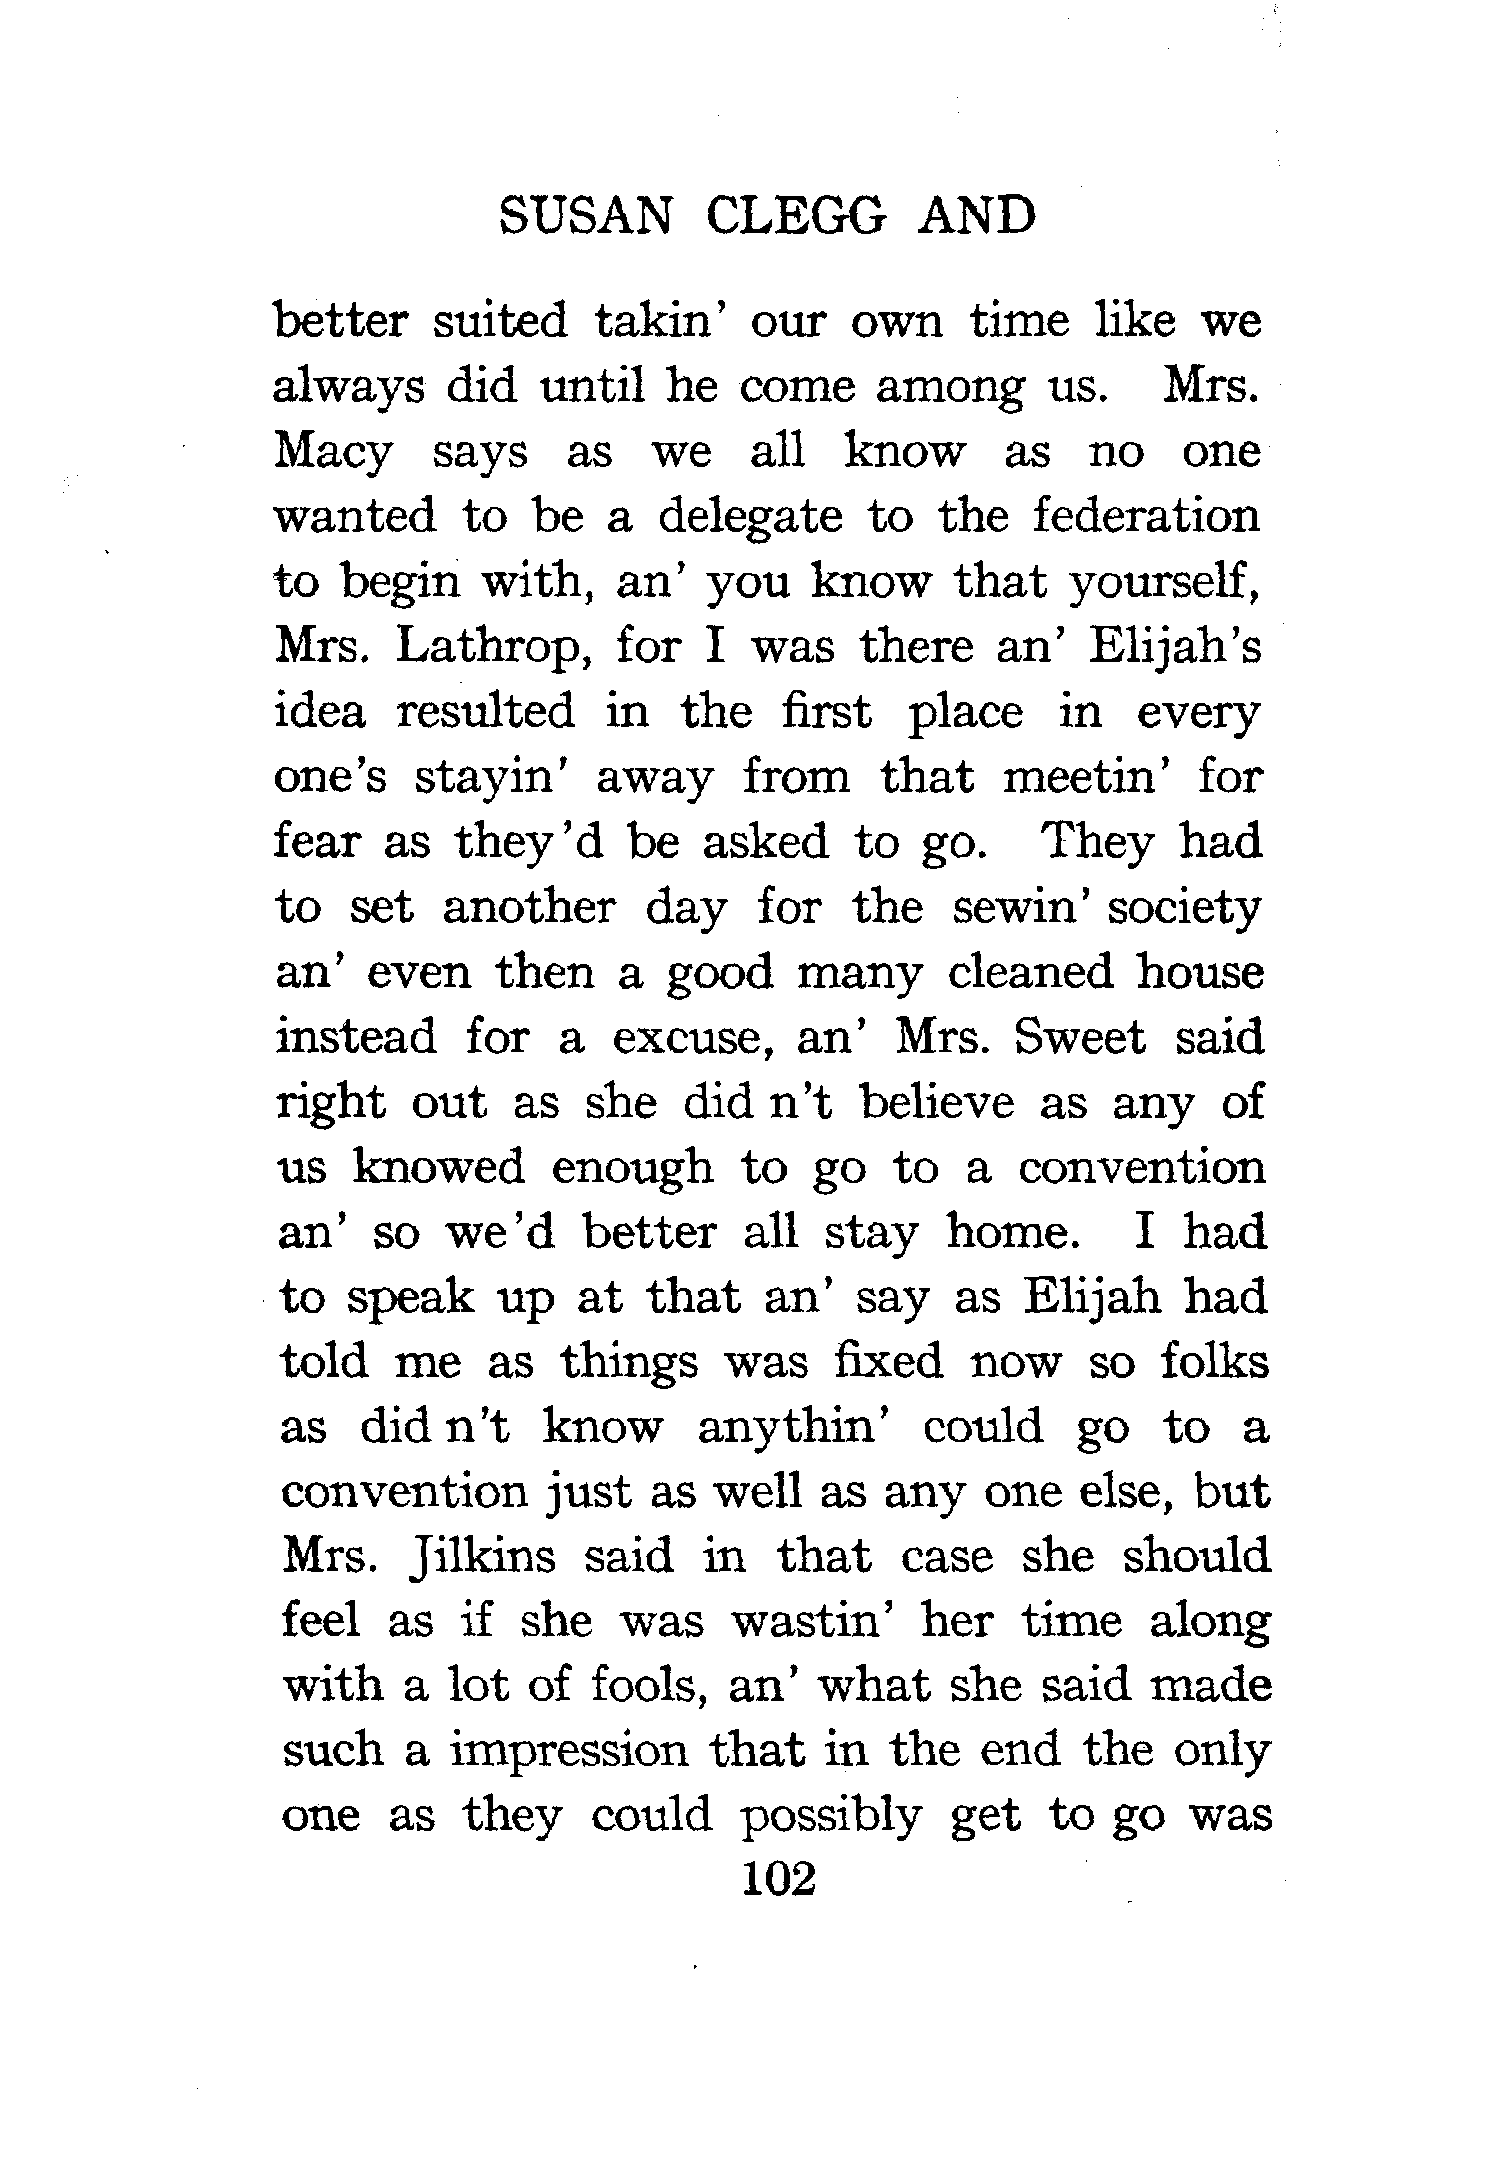 SUSAN CLEGG AND
better suited takin' our own time like we
always did until he come among us. Mrs.
Macy says as we all know as no one
wanted to be a delegate to the federation
to begin with, an' you know that yourself,
Mrs. Lathrop, for I was there an' Elijah's
idea resulted in the first place in every
one's stayin' away from that meetin' for
fear as they 'd be asked to go. They had
to set another day for the sewin' society
an' even then a good many cleaned house
instead for a excuse, an' Mrs. Sweet said
right out as she did n't believe as any of
us knowed enough to go to a convention
an' so we 'd better all stay home. I had
to speak up at that an' say as Elijah had
told me as things was fixed now so folks
as did n't know anythin' could go to a
convention just as well as any one else, but
Mrs. Jilkins said in that case she should
feel as if she was wastin' her time along
with a lot of fools, an' what she said made
such a impression that in the end the only
one as they could possibly get to go was
102